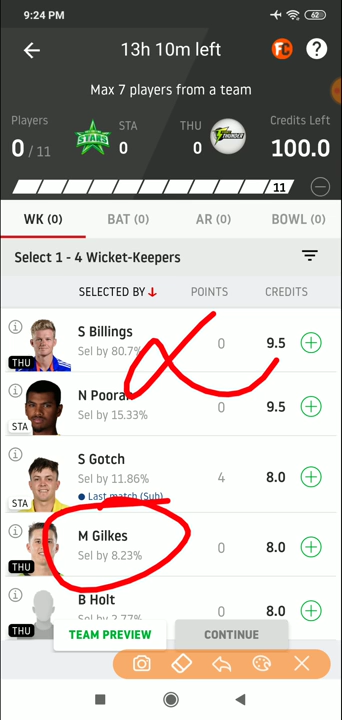 9:24 PM 62
13h 10m left FC ?
Max 7 players from a team
Players STA THU Credits Left
0 / 11 STARS 0 0 THUNDER 100.0
11
WK (0) BAT (0) AR (0) BOWL (0)
Select 1 - 4 Wicket-Keepers
SELECTED BY POINTS CREDITS
S Billings
Sel by 80.7%
0 9.5
THU
N Pooran
Sel by 15.33%
0 9.5
STA
S Gotch
Sel by 11.86%
4 8.0
Last match (Sub)
STA
M Gilkes
Sel by 8.23%
0 8.0
THU
B Holt
Sel by 2.77%
0 8.0
THU
TEAM PREVIEW CONTINUE